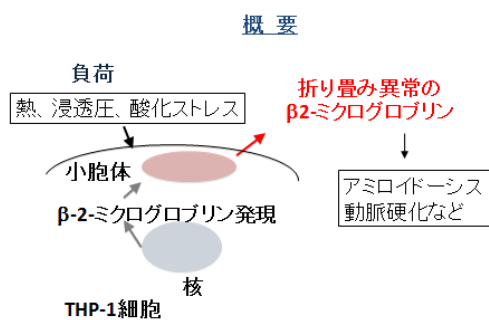 概 要
負荷
熱、浸透圧、酸化ストレス
折り畳み異常の
β2-ミクログロブリン
小胞体
β-2-ミクログロブリン発現
アミロイドーシス
動脈硬化など
核
THP-1細胞